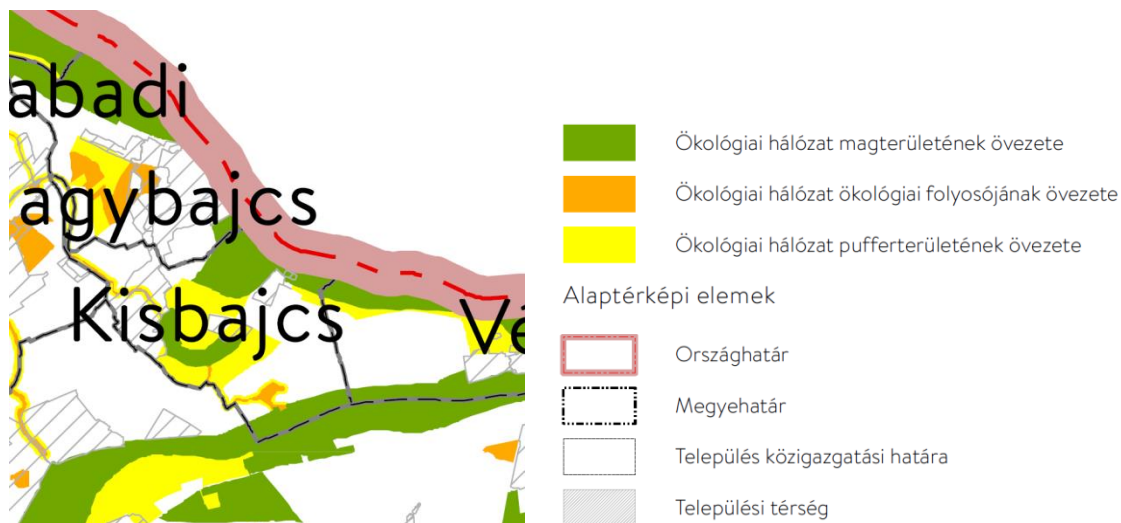 abadi
agybajcs
Kisbajcs
Ve
Ökológiai hálózat magterületének övezete
Ökológiai hálózat ökológiai folyosójának övezete
Ökológiai hálózat pufferterületének övezete
Alaptérképi elemek
Országhatár
Megyehatár
Település közigazgatási határa
Települési térség